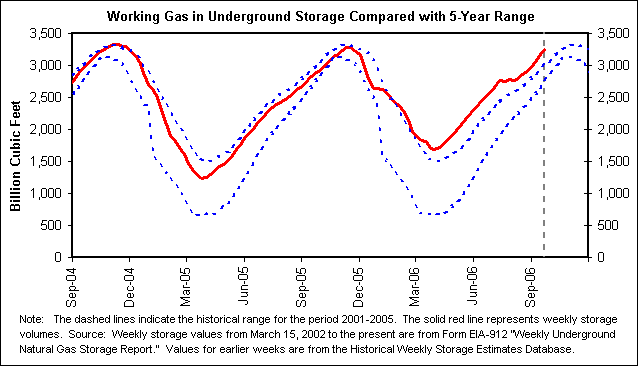 Working Gas in Underground Storage Compared with 5-Year Range
Billion Cubic Feet
3,500
3,000
2,500
2,000
1,500
1,000
500
0
3,500
3,000
2,500
2,000
1,500
1,000
500
0
Sep-04
Dec-04
Mar-05
Jun-05
Sep-05
Dec-05
Mar-06
Jun-06
Sep-06
Note: The dashed lines indicate the historical range for the period 2001-2005. The solid red line represents weekly storage
volumes. Source: Weekly storage values from March 15, 2002 to the present are from Form EIA-912 "Weekly Underground
Natural Gas Storage Report." Values for earlier weeks are from the Historical Weekly Storage Estimates Database.